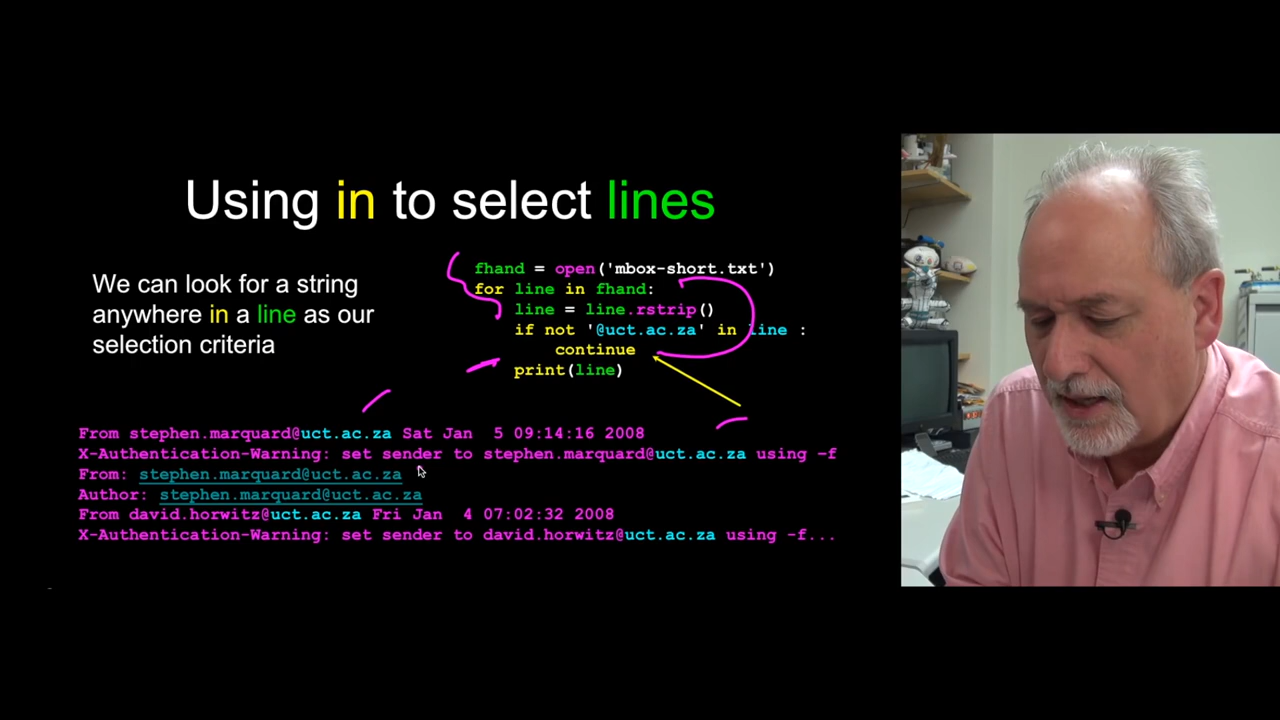 Using in to select lines
We can look for a string
anywhere in a line as our
selection criteria
fhand = open('mbox-short.txt')
for line in fhand:
line = line.rstrip()
if not '@uct.ac.za' in line :
continue
print(line)
From stephen.marquard@uct.ac.za Sat Jan  5 09:14:16 2008
X-Authentication-Warning: set sender to stephen.marquard@uct.ac.za using -f
From: stephen.marquard@uct.ac.za
Author: stephen.marquard@uct.ac.za
From david.horwitz@uct.ac.za Fri Jan  4 07:02:32 2008
X-Authentication-Warning: set sender to david.horwitz@uct.ac.za using -f...